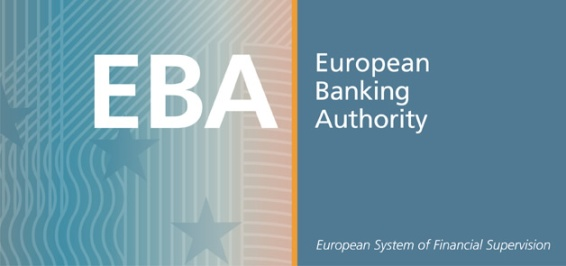 EBA
European
Banking
Authority
European System of Financial Supervision